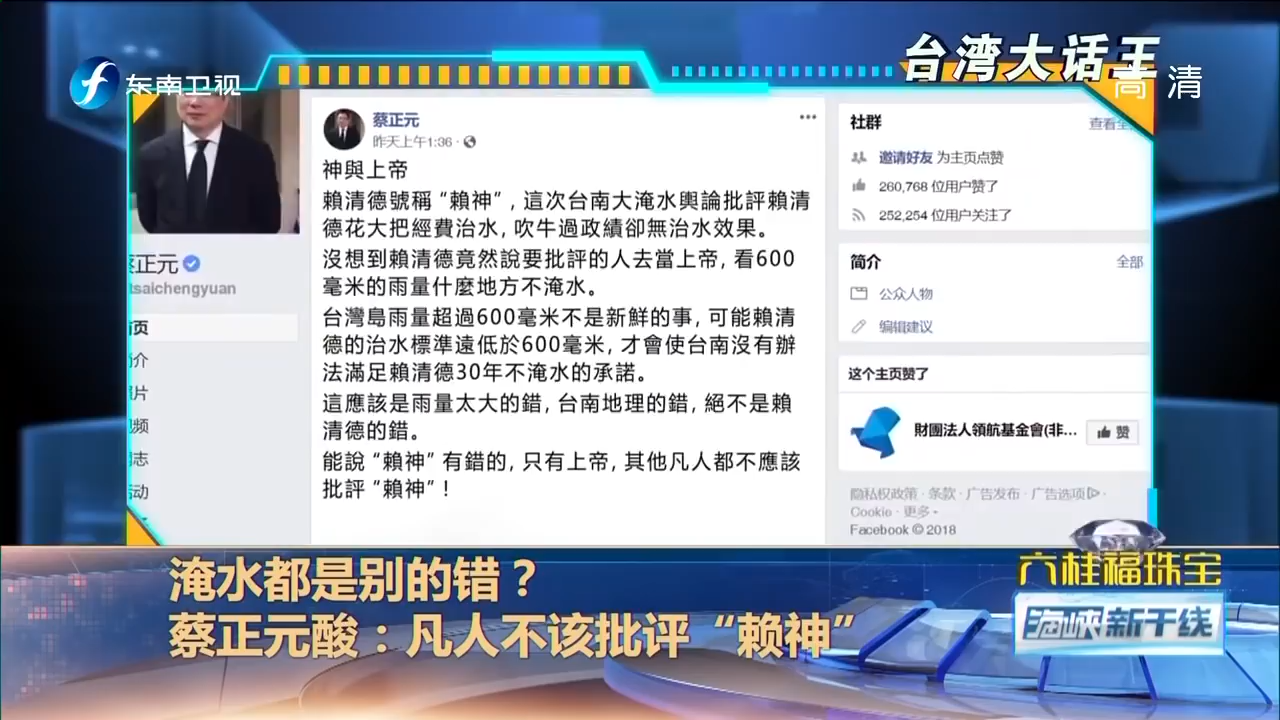 台湾大话王
东南卫视
高清
蔡正元
昨天上午1:36
神與上帝
賴清德號稱“賴神”, 這次台南大淹水輿論批評賴清
德花大把經費治水, 吹牛過政績卻無治水效果。
沒想到賴清德竟然說要批評的人去當上帝, 看600
毫米的雨量什麼地方不淹水。
台灣島雨量超過600毫米不是新鮮的事, 可能賴清
德的治水標準遠低於600毫米, 才會使台南沒有辦
法滿足賴清德30年不淹水的承諾。
這應該是雨量太大的錯, 台南地理的錯, 絕不是賴
清德的錯。
能說“賴神”有錯的, 只有上帝, 其他凡人都不應該
批評“賴神”!
蔡正元
tsaichengyuan
首页
简介
社群
查看全
邀请好友 为主页点赞
260,768 位用户赞了
252,254 位用户关注了
简介
全部
公众人物
编辑建议
这个主页赞了
財團法人領航基金會(非...
赞
隐私权政策 · 条款 · 广告发布 · 广告选项 ·
Cookie · 更多
Facebook © 2018
淹水都是别的错？
蔡正元酸：凡人不该批评“赖神”
六桂福珠宝
海峡新干线